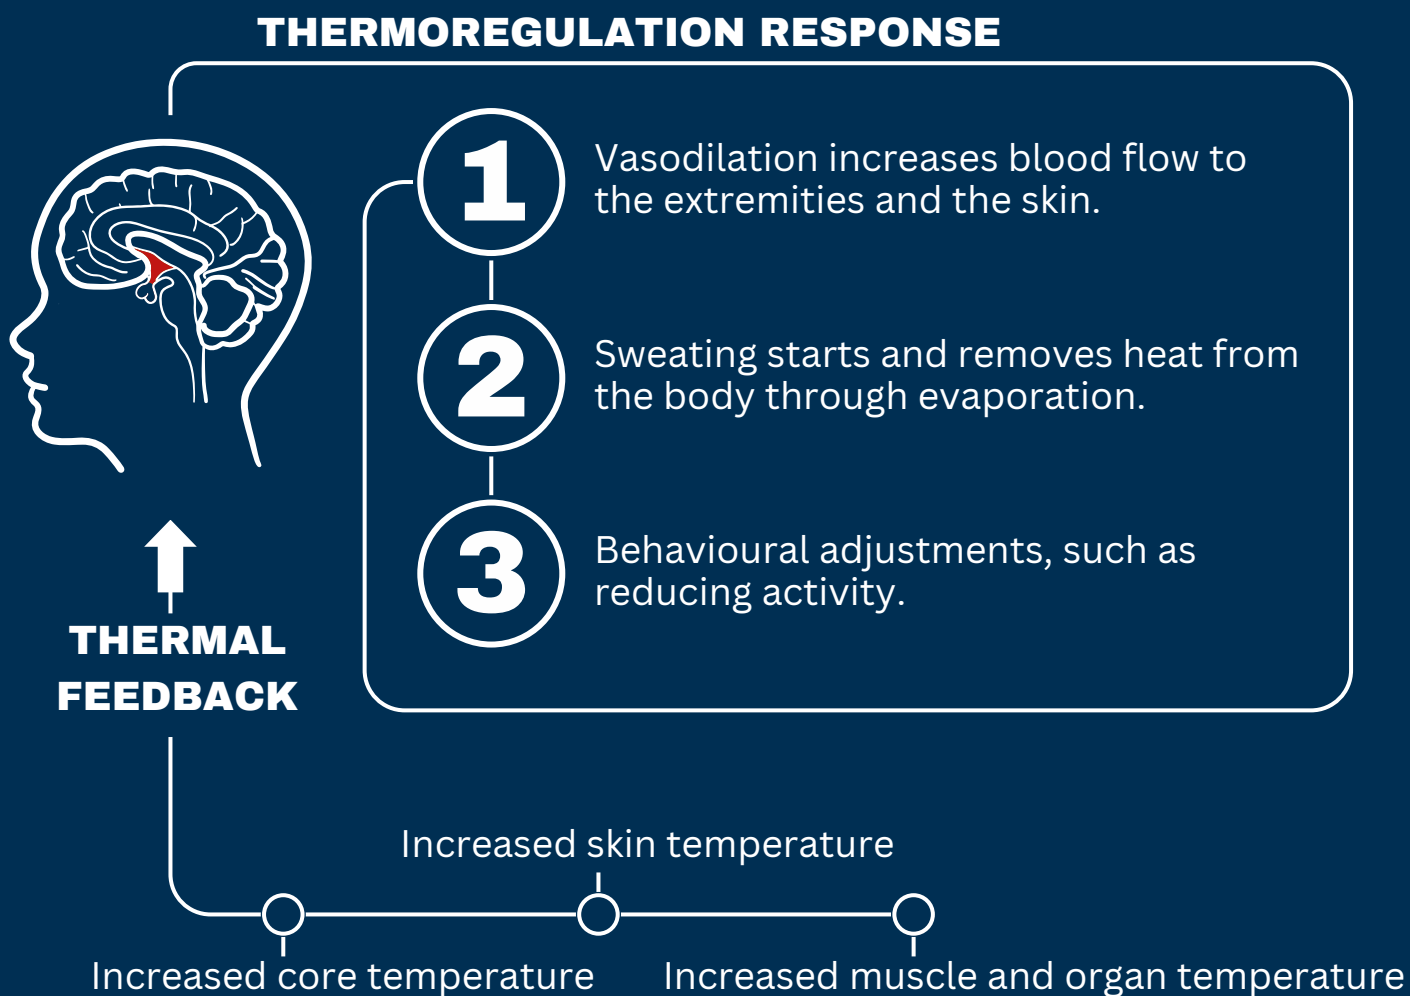 THERMOREGULATION RESPONSE
1
Vasodilation increases blood flow to
the extremities and the skin.
2
Sweating starts and removes heat from
the body through evaporation.
3
Behavioural adjustments, such as
reducing activity.
THERMAL
FEEDBACK
Increased skin temperature
Increased core temperature
Increased muscle and organ temperature